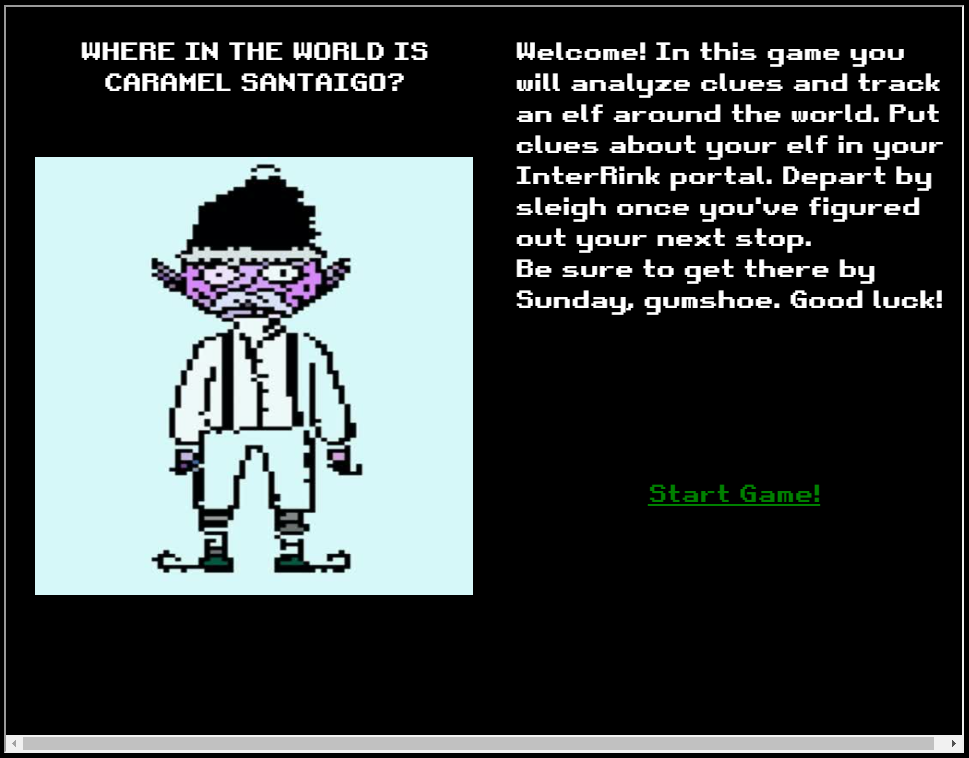 WHERE IN THE WORLD IS
CARAMEL SANTAIGO?
Welcome! In this game you
will analyze clues and track
an elf around the world. Put
clues about your elf in your
InterRink portal. Depart by
sleigh once you've figured
out your next stop.
Be sure to get there by
Sunday, gumshoe. Good luck!
Start Game!